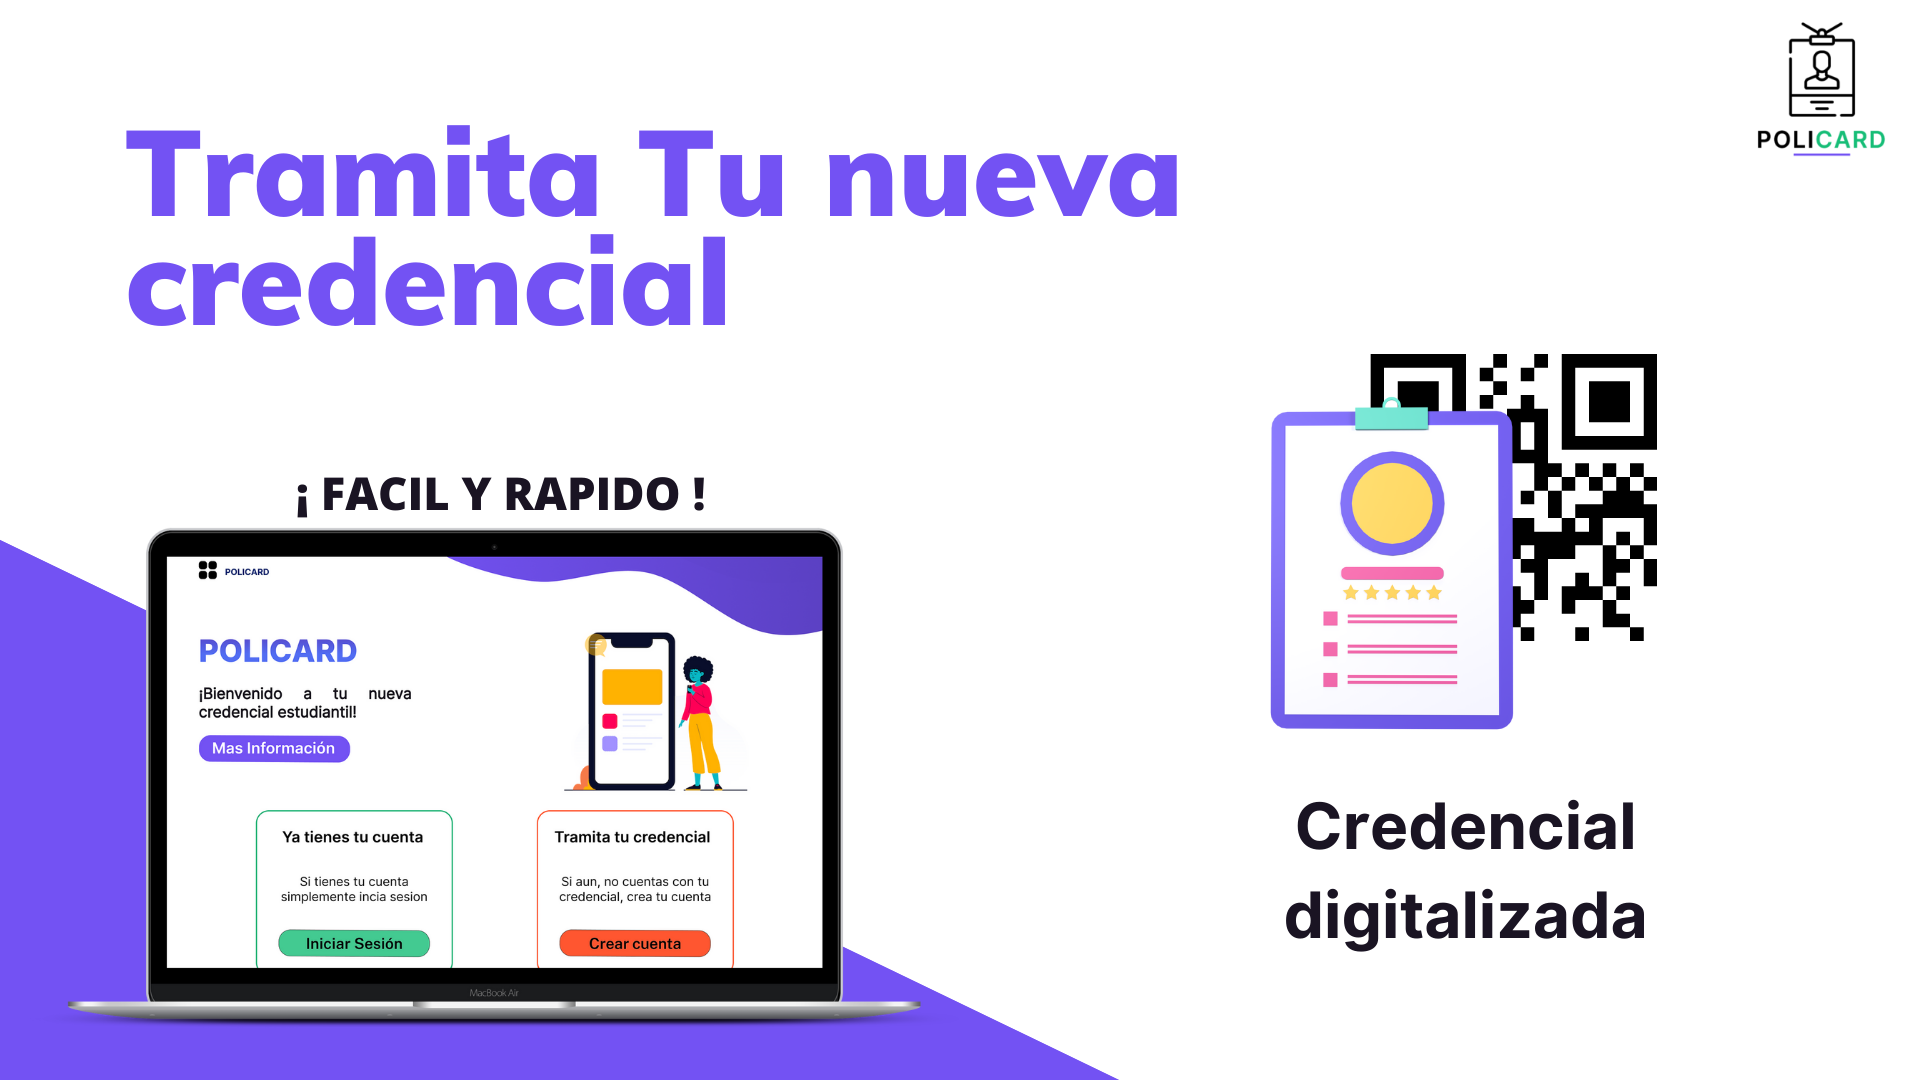 POLICARD
Tramita Tu nueva
credencial
¡ FACIL Y RAPIDO !
POLICARD
POLICARD
¡Bienvenido a tu nueva
credencial estudiantil!
Mas Información
Ya tienes tu cuenta
Si tienes tu cuenta
simplemente incia sesion
Iniciar Sesión
Tramita tu credencial
Si aun, no cuentas con tu
credencial, crea tu cuenta
Crear cuenta
MacBook Air
Credencial
digitalizada